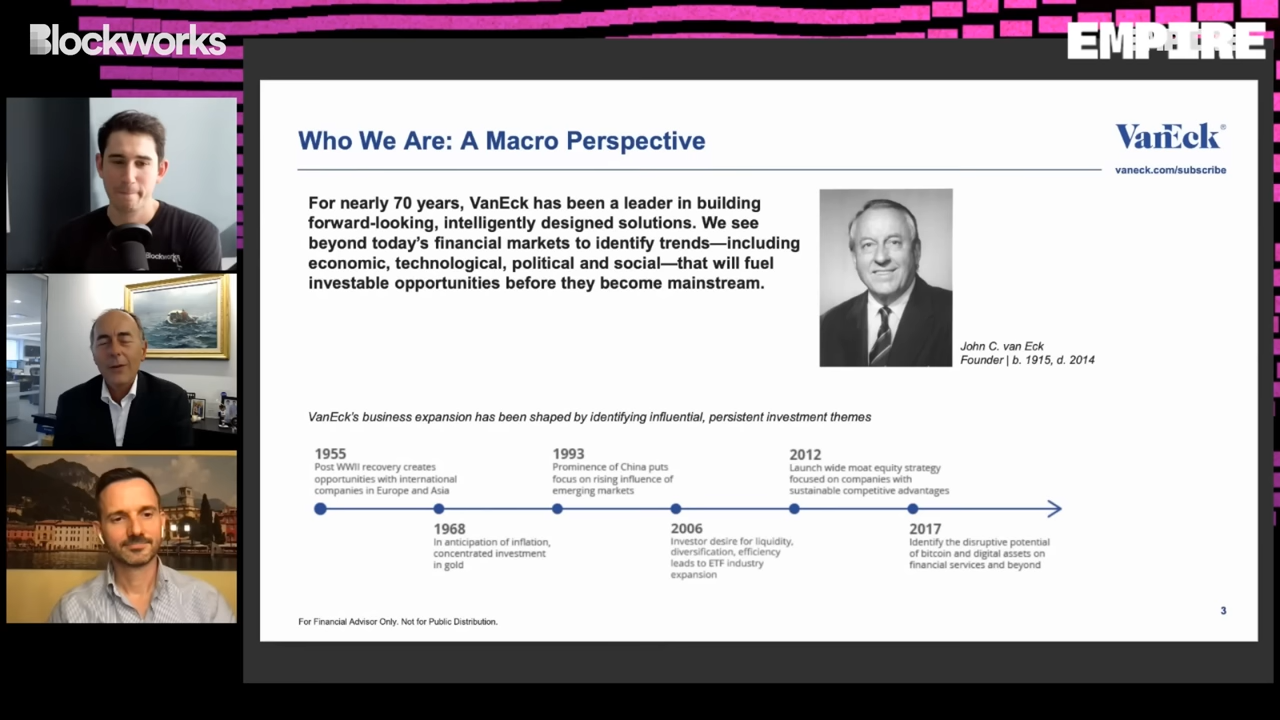 Blockworks
EMPIRE
Who We Are: A Macro Perspective
VanEck®
vaneck.com/subscribe
For nearly 70 years, VanEck has been a leader in building
forward-looking, intelligently designed solutions. We see
beyond today's financial markets to identify trends—including
economic, technological, political and social—that will fuel
investable opportunities before they become mainstream.
John C. van Eck
Founder | b. 1915, d. 2014
VanEck's business expansion has been shaped by identifying influential, persistent investment themes
1955
Post WWII recovery creates
opportunities with international
companies in Europe and Asia
1968
In anticipation of inflation,
concentrated investment
in gold
1993
Prominence of China puts
focus on rising influence of
emerging markets
2006
Investor desire for liquidity,
diversification, efficiency
leads to ETF industry
expansion
2012
Launch wide moat equity strategy
focused on companies with
sustainable competitive advantages
2017
Identify the disruptive potential
of bitcoin and digital assets on
financial services and beyond
For Financial Advisor Only. Not for Public Distribution.
3
Blockworks